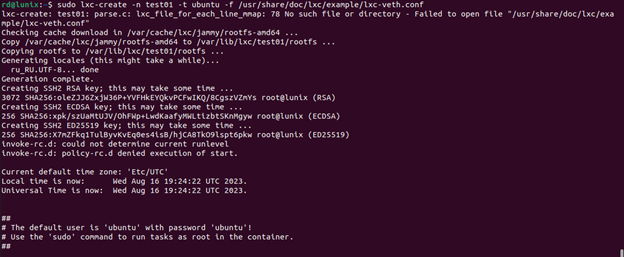 rd@lunix:~$ sudo lxc-create -n test01 -t ubuntu -f /usr/share/doc/lxc/example/lxc-veth.conf
lxc-create: test01: parse.c: lxc_file_for_each_line_mmap: 78 No such file or directory - Failed to open file "/usr/share/doc/lxc/exa
mple/lxc-veth.conf"
Checking cache download in /var/cache/lxc/jammy/rootfs-amd64 ...
Copy /var/cache/lxc/jammy/rootfs-amd64 to /var/lib/lxc/test01/rootfs ...
Copying rootfs to /var/lib/lxc/test01/rootfs ...
Generating locales (this might take a while)...
  ru_RU.UTF-8... done
Generation complete.
Creating SSH2 RSA key; this may take some time ...
3072 SHA256:oleZJJ6ZxjW36P+YVFHkEYQkvPCFwIKQ/8CgszVZmYs root@lunix (RSA)
Creating SSH2 ECDSA key; this may take some time ...
256 SHA256:xpk/szUaMtUJV/OhFWp+LwdKaafyMWLtizbtSKnMgyw root@lunix (ECDSA)
Creating SSH2 ED25519 key; this may take some time ...
256 SHA256:X7mZFkq1TulByvKvEq0es4isB/hjCA8TkO9lspt6pkw root@lunix (ED25519)
invoke-rc.d: could not determine current runlevel
invoke-rc.d: policy-rc.d denied execution of start.

Current default time zone: 'Etc/UTC'
Local time is now:      Wed Aug 16 19:24:22 UTC 2023.
Universal Time is now:  Wed Aug 16 19:24:22 UTC 2023.

##
# The default user is 'ubuntu' with password 'ubuntu'!
# Use the 'sudo' command to run tasks as root in the container.
##